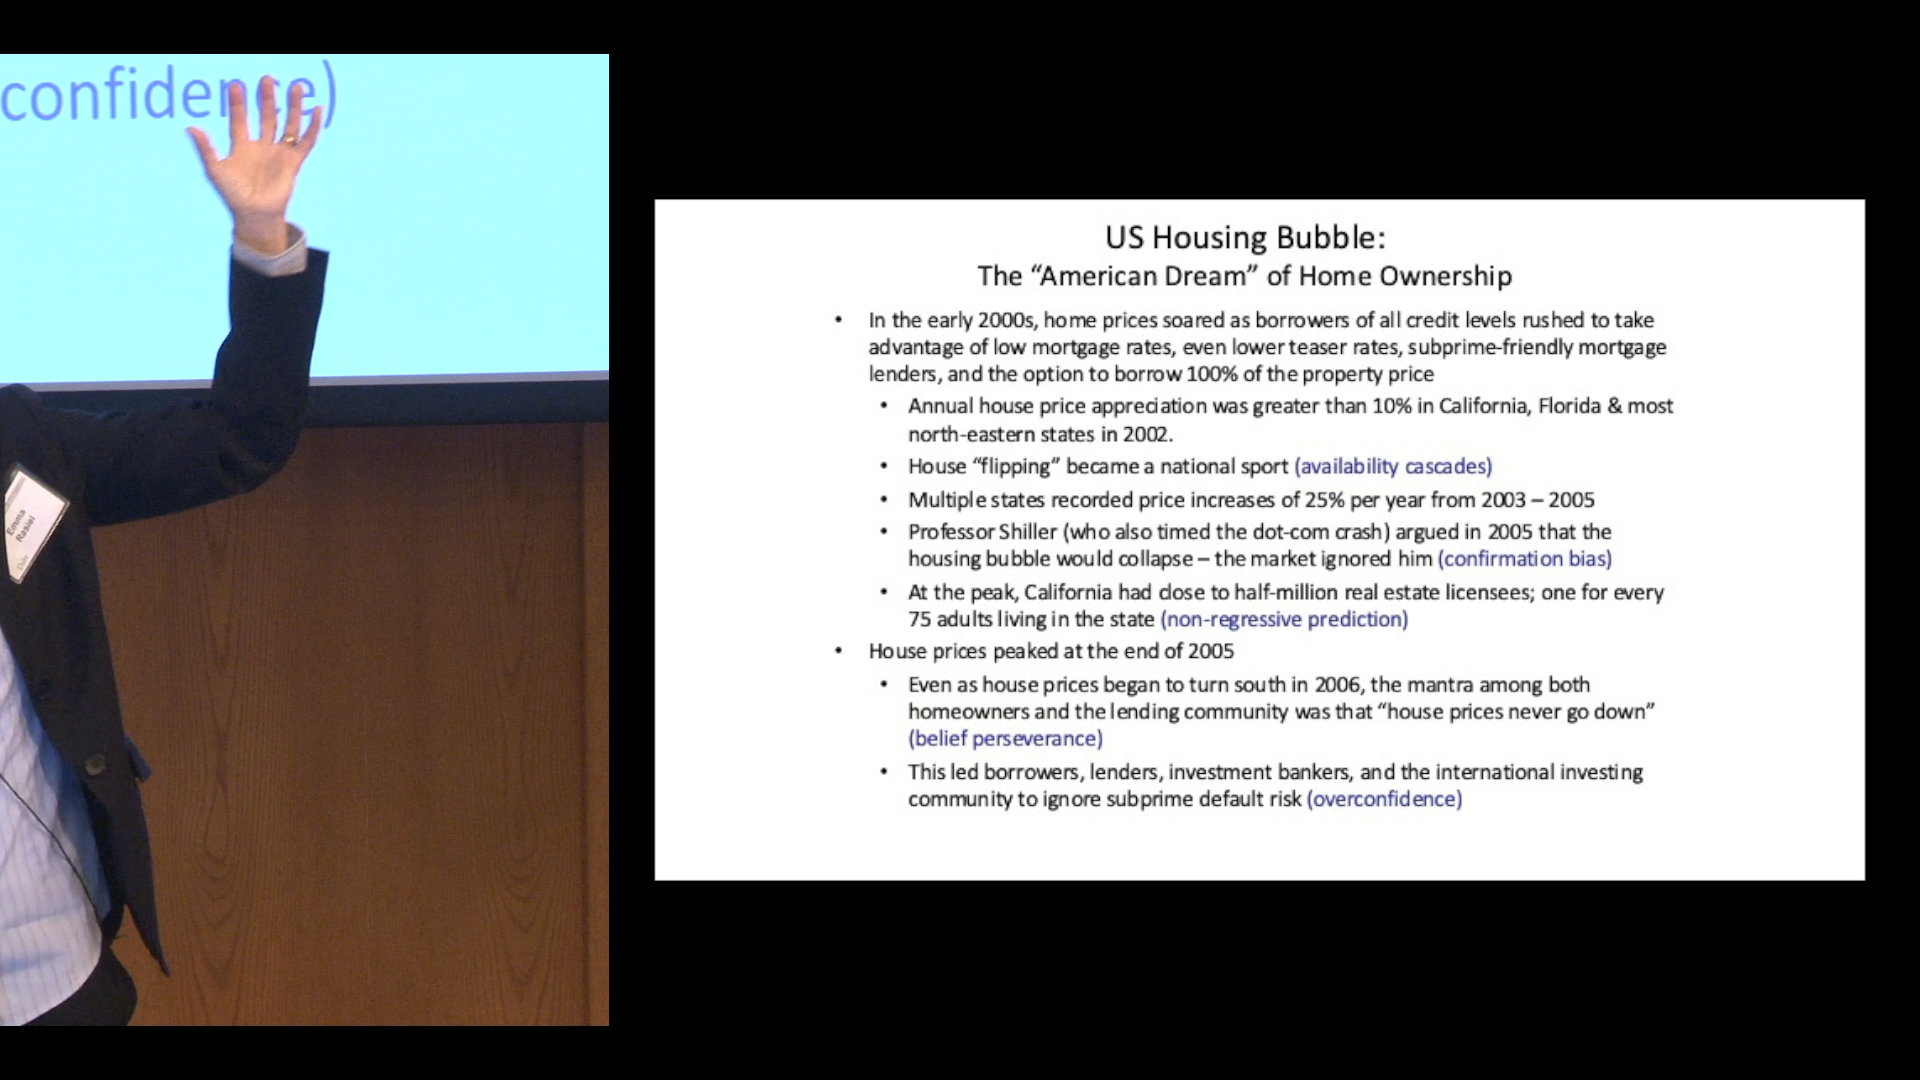 confidence)
Emma
Rasiel
Duke
US Housing Bubble:
The “American Dream” of Home Ownership
• In the early 2000s, home prices soared as borrowers of all credit levels rushed to take
advantage of low mortgage rates, even lower teaser rates, subprime-friendly mortgage
lenders, and the option to borrow 100% of the property price
• Annual house price appreciation was greater than 10% in California, Florida & most
north-eastern states in 2002.
• House “flipping” became a national sport (availability cascades)
• Multiple states recorded price increases of 25% per year from 2003 – 2005
• Professor Shiller (who also timed the dot-com crash) argued in 2005 that the
housing bubble would collapse – the market ignored him (confirmation bias)
• At the peak, California had close to half-million real estate licensees; one for every
75 adults living in the state (non-regressive prediction)
• House prices peaked at the end of 2005
• Even as house prices began to turn south in 2006, the mantra among both
homeowners and the lending community was that “house prices never go down”
(belief perseverance)
• This led borrowers, lenders, investment bankers, and the international investing
community to ignore subprime default risk (overconfidence)